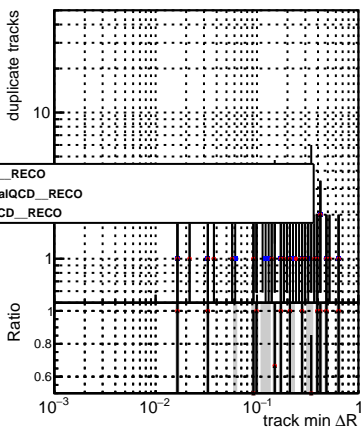 duplicate tracks
10
__RECO
alQCD__RECO
CD__RECO
1
Ratio
1
0.8
0.6
10−3
10−2
10−1
1
track min ΔR